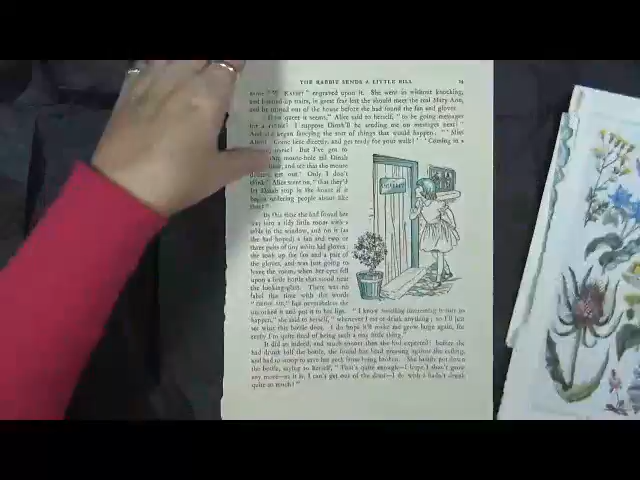 THE RABBIT SENDS A LITTLE BILL
name "W. RABBIT," engraved upon it. She went in without knocking,
and hurried up stairs, in great fear lest she should meet the real Mary Ann,
and be turned out of the house before she had found the fan and gloves.
queer it seems," Alice said to herself, "to be going messages
for a rabbit! I suppose Dinah'll be sending me on messages next!"
And she began fancying the sort of things that would happen: "'Miss
Alice! Come here directly, and get ready for your walk!' 'Coming in a
nurse! But I've got to
this mouse-hole till Dinah
and see that the mouse
get out.' Only I don't
think," Alice went on, "that they'd
let Dinah stop in the house if it
began ordering people about like
that!"
By this time she had found her
way into a tidy little room with a
table in the window, and on it (as
she had hoped) a fan and two or
three pairs of tiny white kid gloves:
she took up the fan and a pair of
the gloves, and was just going to
leave the room, when her eyes fell
upon a little bottle that stood near
the looking-glass. There was no
label this time with the words
but nevertheless she
uncorked it and put it to her lips. "I know something interesting is sure to
happen," she said to herself, "whenever I eat or drink anything; so I'll just
see what this bottle does. I do hope it'll make me grow large again, for
really I'm quite tired of being such a tiny little thing."
It did so indeed, and much sooner than she had expected: before she
had drunk half the bottle, she found her head pressing against the ceiling,
and had to stoop to save her neck from being broken. She hastily put down
the bottle, saying to herself, "That's quite enough—I hope I shan't grow
any more—as it is, I can't get out at the door—I do wish I hadn't drunk
quite so much!"